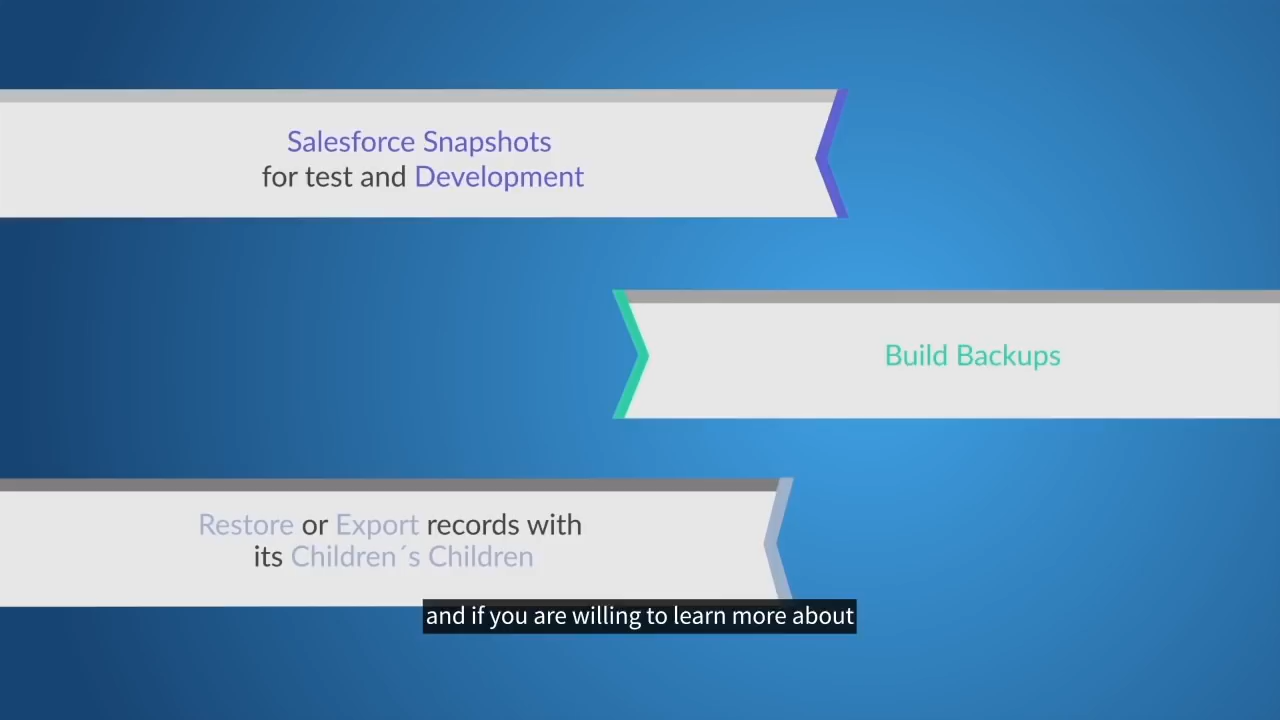 Salesforce Snapshots
for test and Development
Build Backups
Restore or Export records with
its Children´s Children
and if you are willing to learn more about